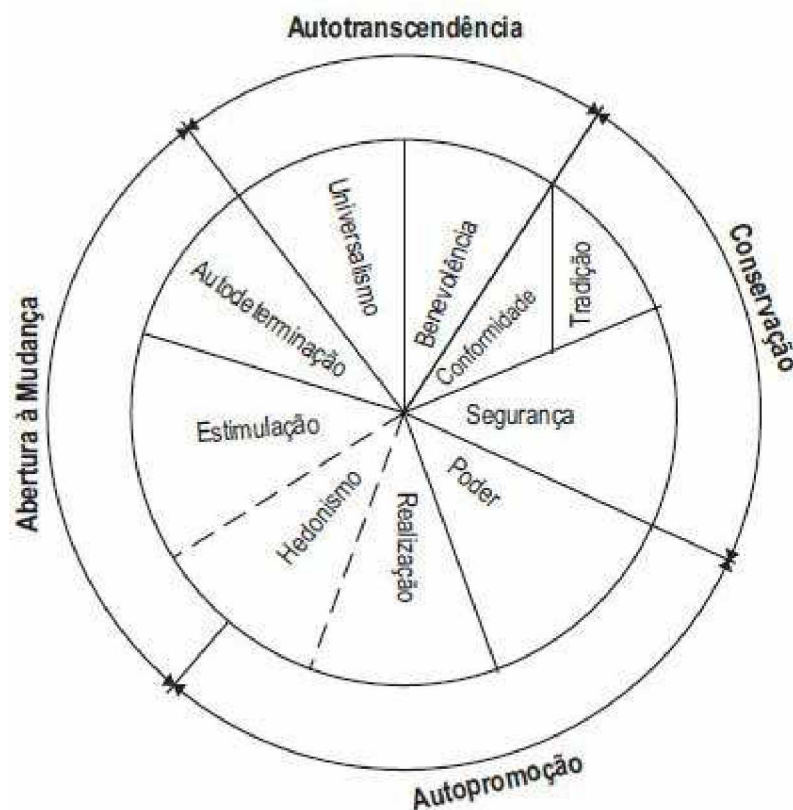 Autotranscendência
Universalismo
Benevolência
Conformidade
Tradição
Conservação
Autodeterminação
Abertura à Mudança
Estimulação
Segurança
Poder
Hedonismo
Realização
Autopromoção